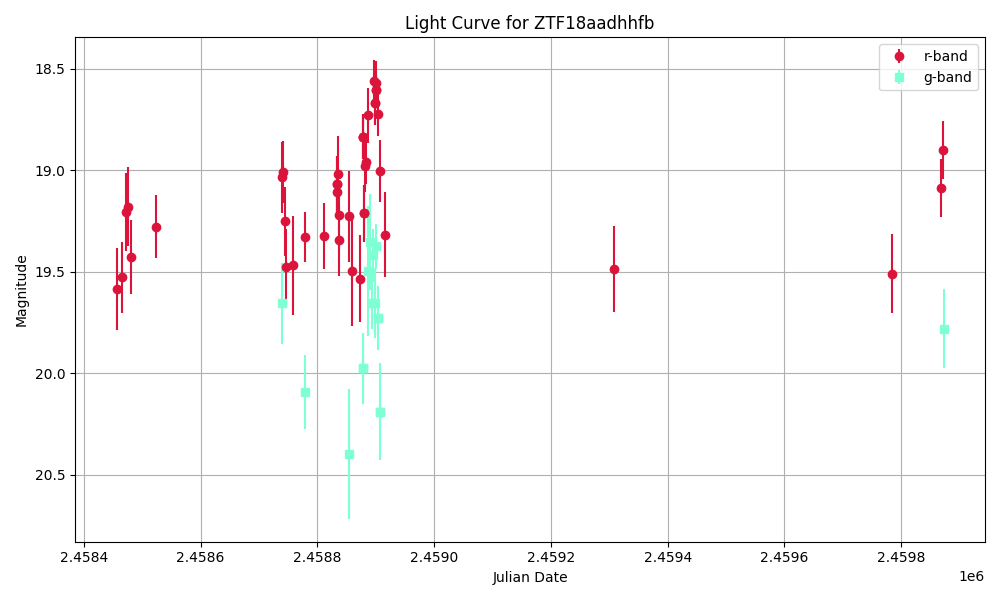 Light Curve for ZTF18aadhhfb
r-band
g-band
Magnitude
18.5
19.0
19.5
20.0
20.5
2.4584 2.4586 2.4588 2.4590 2.4592 2.4594 2.4596 2.4598
1e6
Julian Date